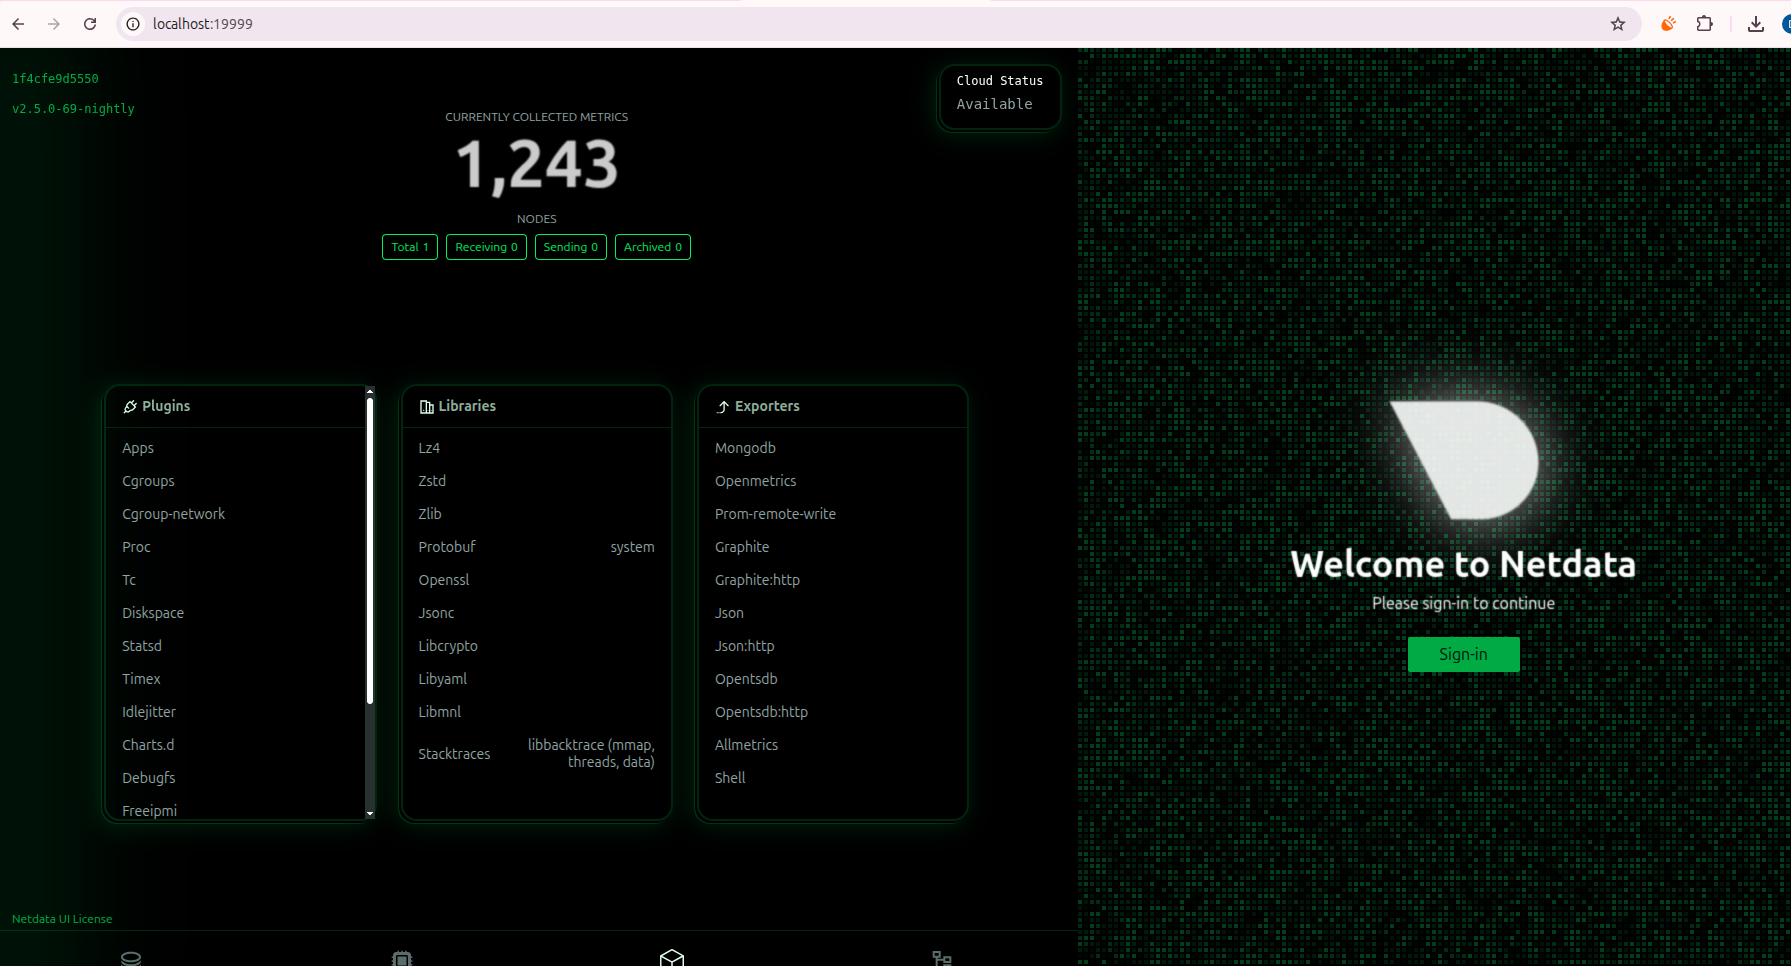 localhost:19999
1f4cfe9d5550
v2.5.0-69-nightly
Cloud Status
Available
CURRENTLY COLLECTED METRICS
1,243
NODES
Total 1
Receiving 0
Sending 0
Archived 0
Plugins
Apps
Cgroups
Cgroup-network
Proc
Tc
Diskspace
Statsd
Timex
Idlejitter
Charts.d
Debugfs
Freeipmi
Libraries
Lz4
Zstd
Zlib
Protobuf system
Openssl
Jsonc
Libcrypto
Libyaml
Libmnl
Stacktraces libbacktrace (mmap,
threads, data)
Exporters
Mongodb
Openmetrics
Prom-remote-write
Graphite
Graphite:http
Json
Json:http
Opentsdb
Opentsdb:http
Allmetrics
Shell
Welcome to Netdata
Please sign-in to continue
Sign-in
Netdata UI License